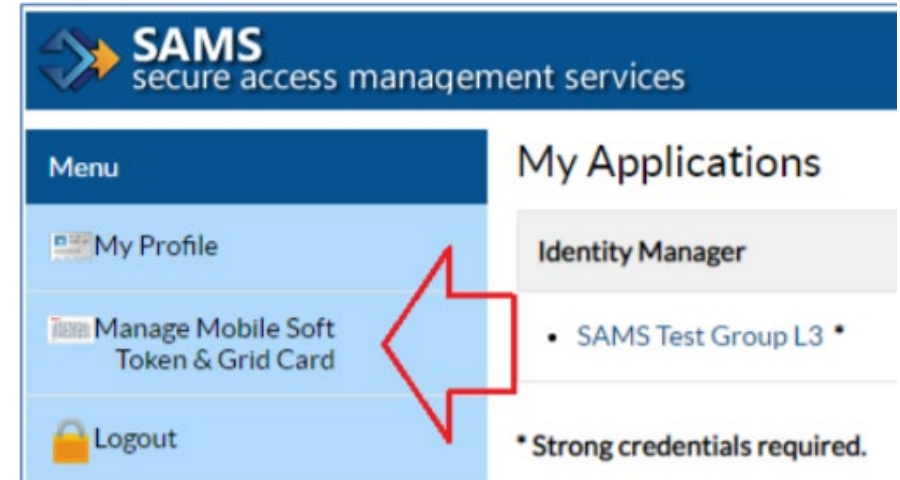 SAMS
secure access management services
Menu
My Applications
My Profile
Identity Manager
Manage Mobile Soft
Token & Grid Card
• SAMS Test Group L3 *
Logout
* Strong credentials required.